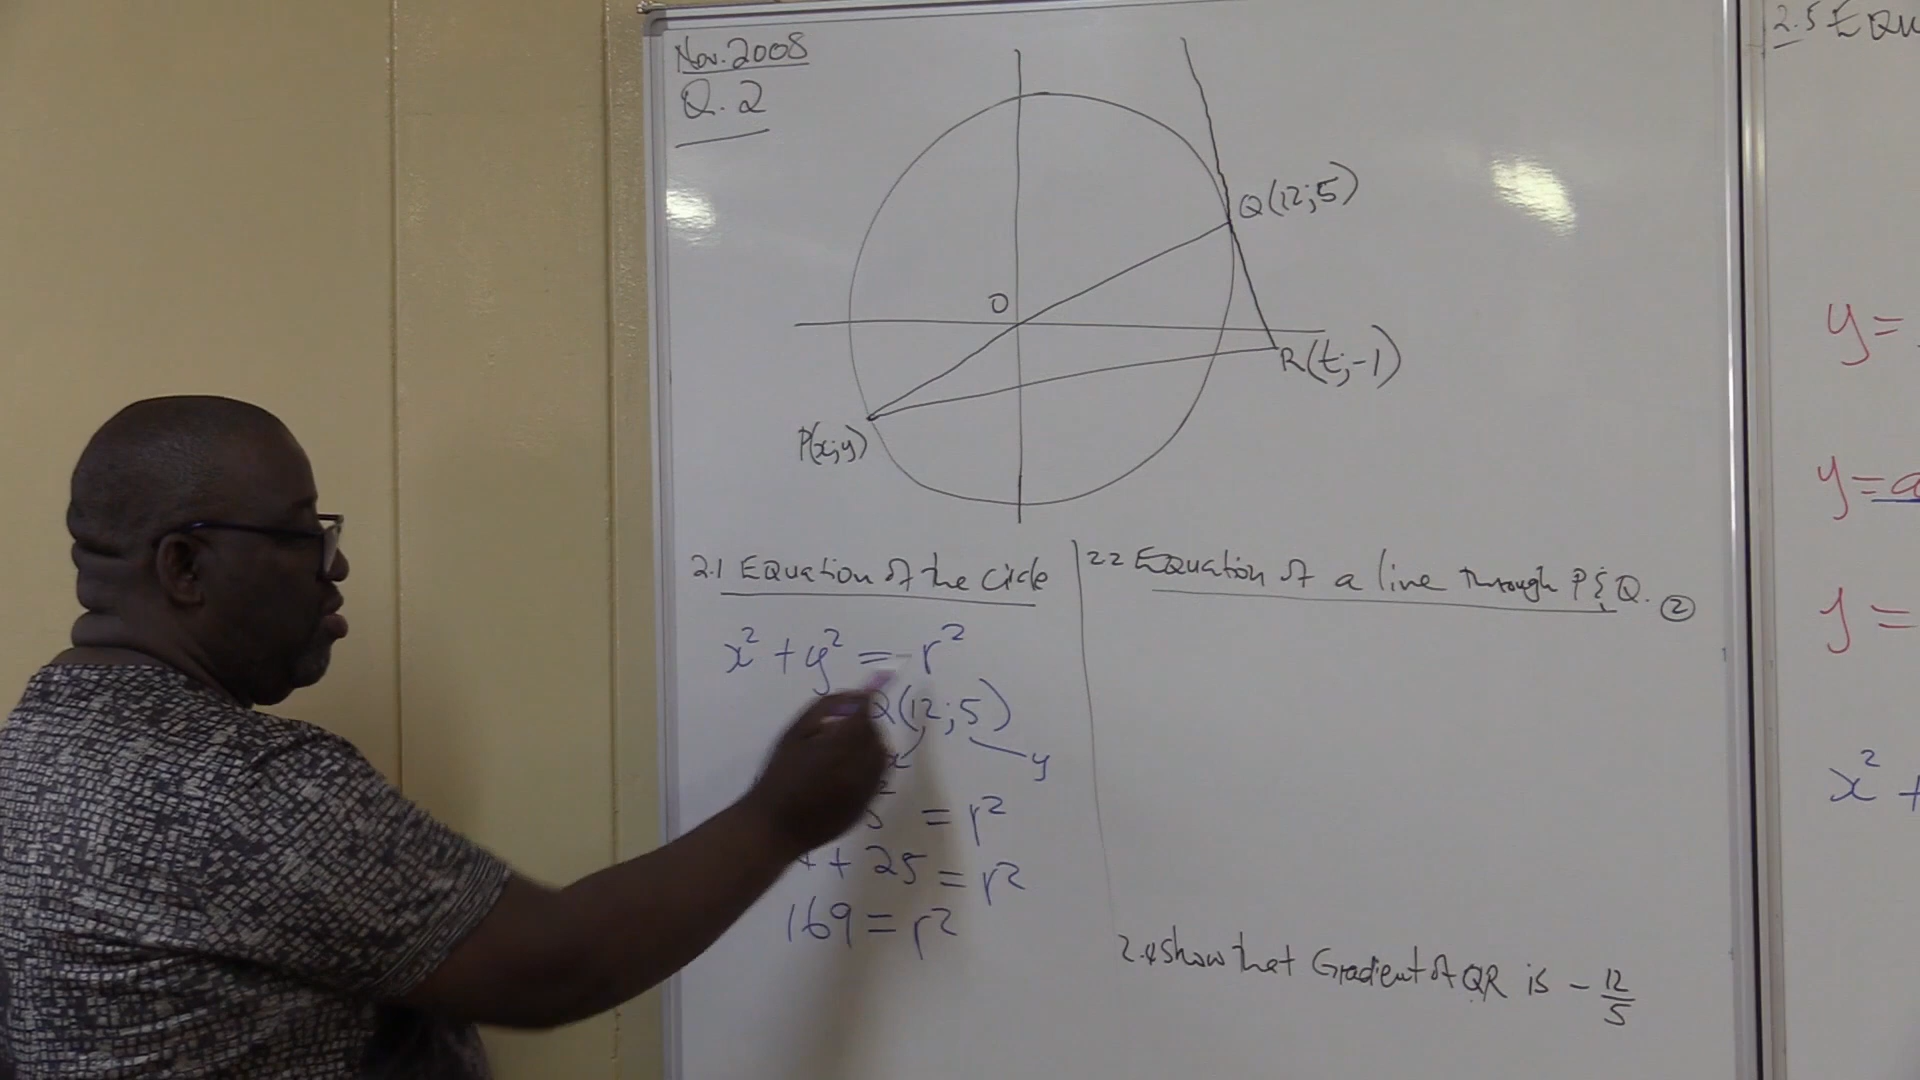 Nov. 2008
Q. 2
Q(12;5)
O
R(t;-1)
P(x;y)
2.1 Equation of the Circle
x² + y² = r²
Q(12;5)
x
y
= r²
+ 25 = r²
169 = r²
2.2 Equation of a line through P & Q. ②
2.4 Show that Gradient of QR is - 12/5
2.5 Equ
y =
y = a
y =
x² +